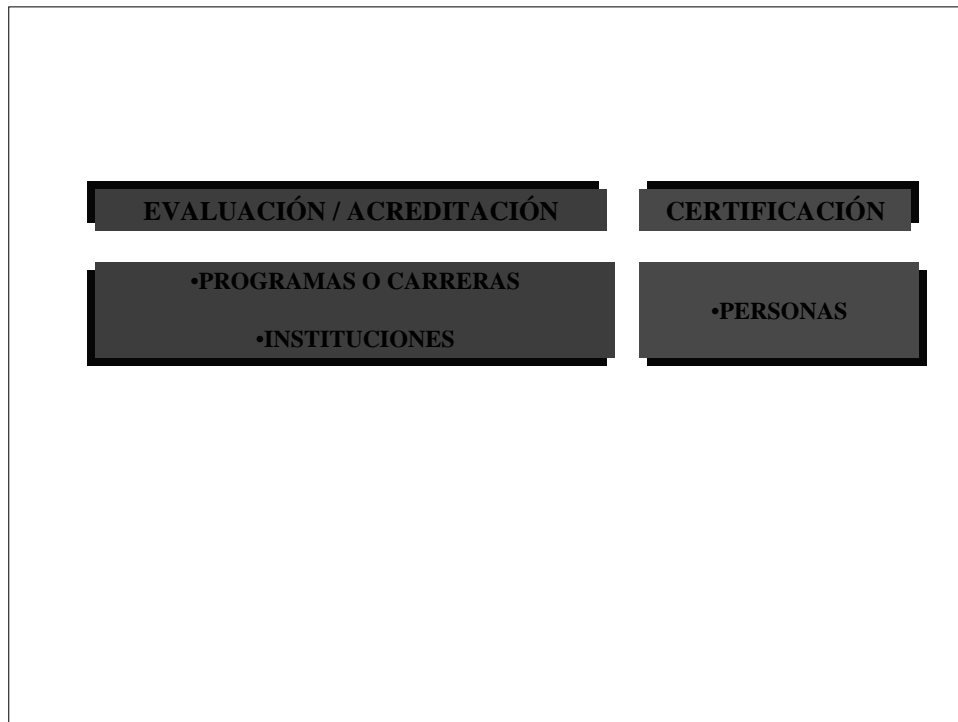 EVALUACIÓN / ACREDITACIÓN
CERTIFICACIÓN
•PROGRAMAS O CARRERAS
•INSTITUCIONES
•PERSONAS